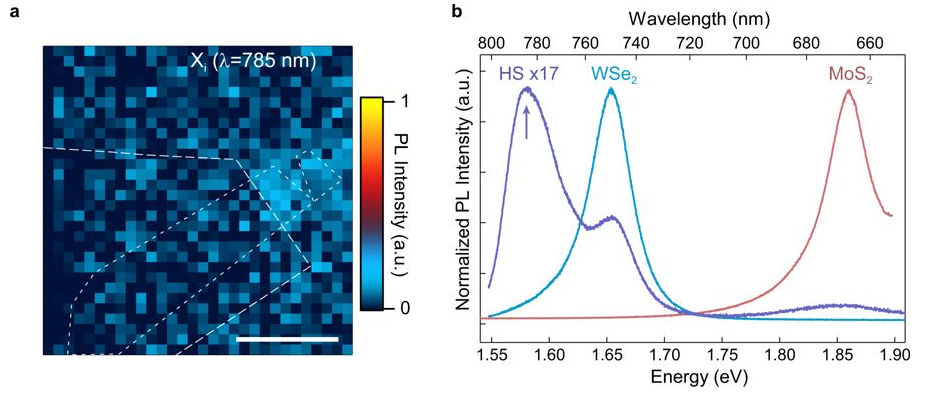 a
Xᵢ (λ=785 nm)
1
PL Intensity (a.u.)
0
b
Wavelength (nm)
800 780 760 740 720 700 680 660
HS x17 WSe₂ MoS₂
Normalized PL Intensity (a.u.)
1.55 1.60 1.65 1.70 1.75 1.80 1.85 1.90
Energy (eV)